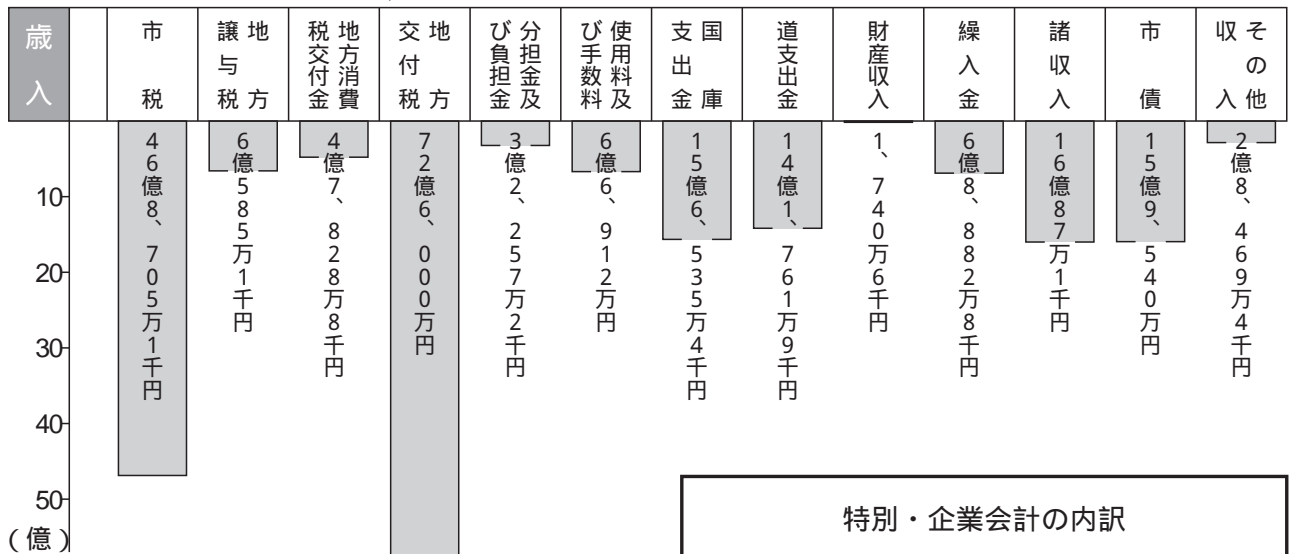 歳入
市税
地方譲与税
地方消費税交付金
地方交付税
分担金及び負担金
使用料及び手数料
国庫支出金
道支出金
財産収入
繰入金
諸収入
市債
その他収入
46億8、705万1千円
6億585万1千円
4億7、828万8千円
72億6、000万円
3億2、257万2千円
6億6、912万円
15億6、535万4千円
14億1、761万9千円
1、740万6千円
6億8、882万8千円
16億87万1千円
15億9、540万円
2億8、469万4千円
10
20
30
40
50
(億)
特別・企業会計の内訳